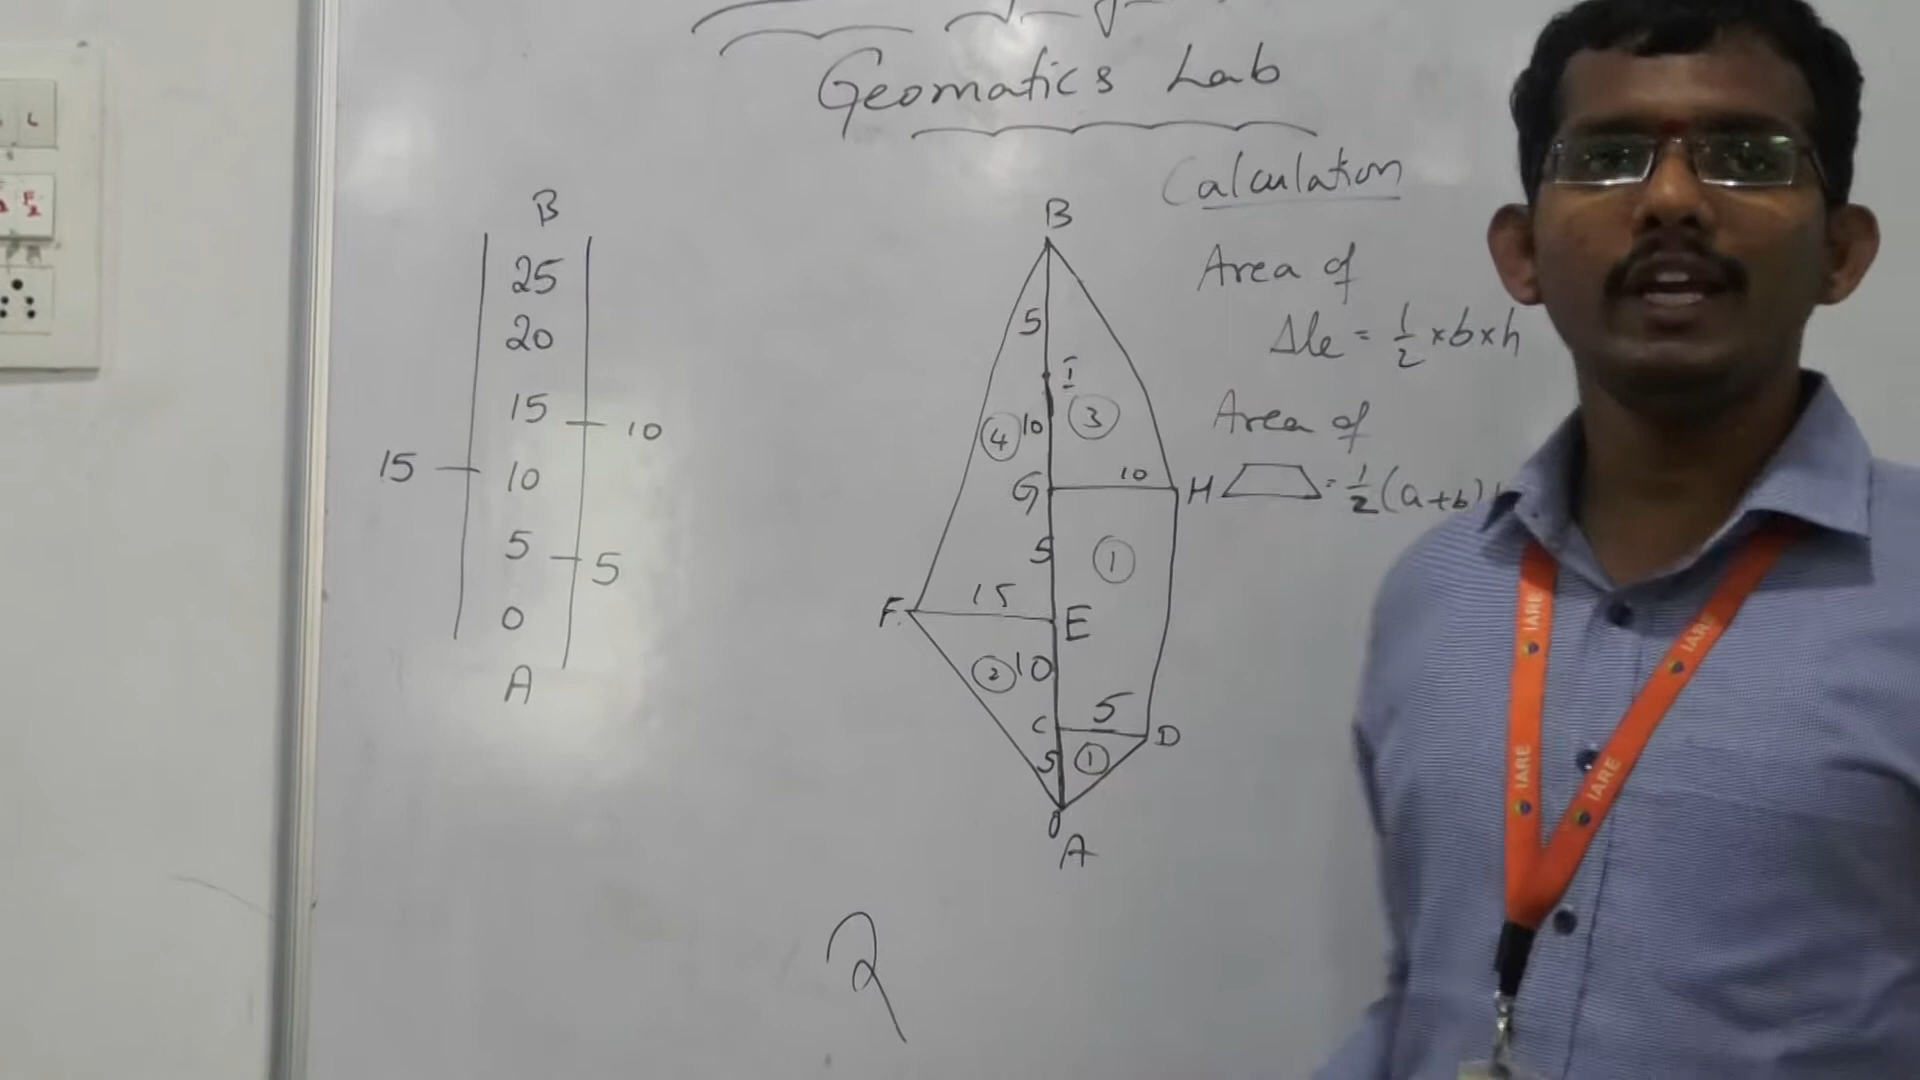 Geomatics Lab
B
25
20
15
10
15
10
5
5
0
A
B
5
I
4
10
3
G
10
H
5
1
15
F
E
2
10
C
5
D
5
1
0
A
Calculation
Area of
Δle = 1/2 × b × h
Area of
= 1/2 (a+b)
2
IARE
IARE
IARE
IARE
L
F2